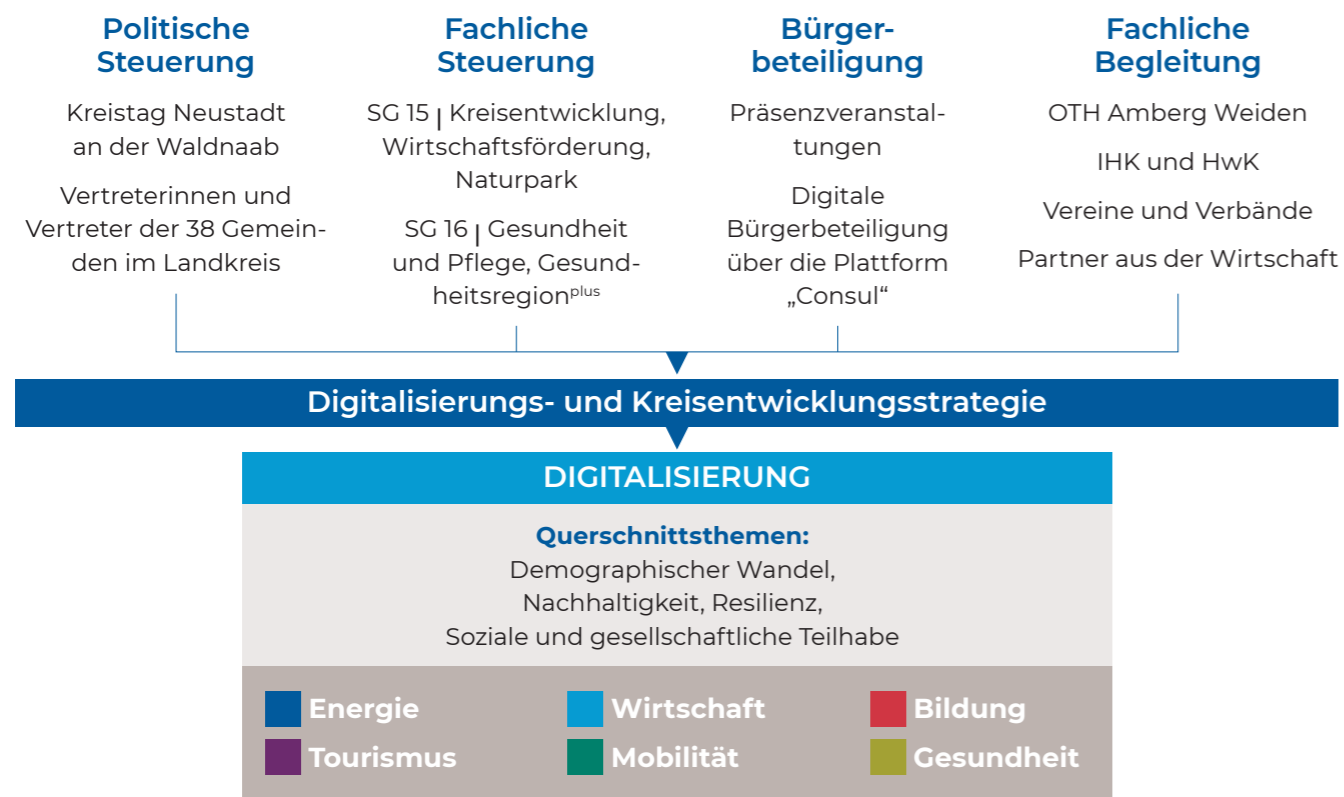 Politische
Steuerung
Kreistag Neustadt
an der Waldnaab
Vertreterinnen und
Vertreter der 38 Gemein-
den im Landkreis
Fachliche
Steuerung
SG 15 | Kreisentwicklung,
Wirtschaftsförderung,
Naturpark
SG 16 | Gesundheit
und Pflege, Gesund-
heitsregionplus
Bürger-
beteiligung
Präsenzveranstal-
tungen
Digitale
Bürgerbeteiligung
über die Plattform
„Consul“
Fachliche
Begleitung
OTH Amberg Weiden
IHK und HwK
Vereine und Verbände
Partner aus der Wirtschaft
Digitalisierungs- und Kreisentwicklungsstrategie
DIGITALISIERUNG
Querschnittsthemen:
Demographischer Wandel,
Nachhaltigkeit, Resilienz,
Soziale und gesellschaftliche Teilhabe
Energie
Wirtschaft
Bildung
Tourismus
Mobilität
Gesundheit